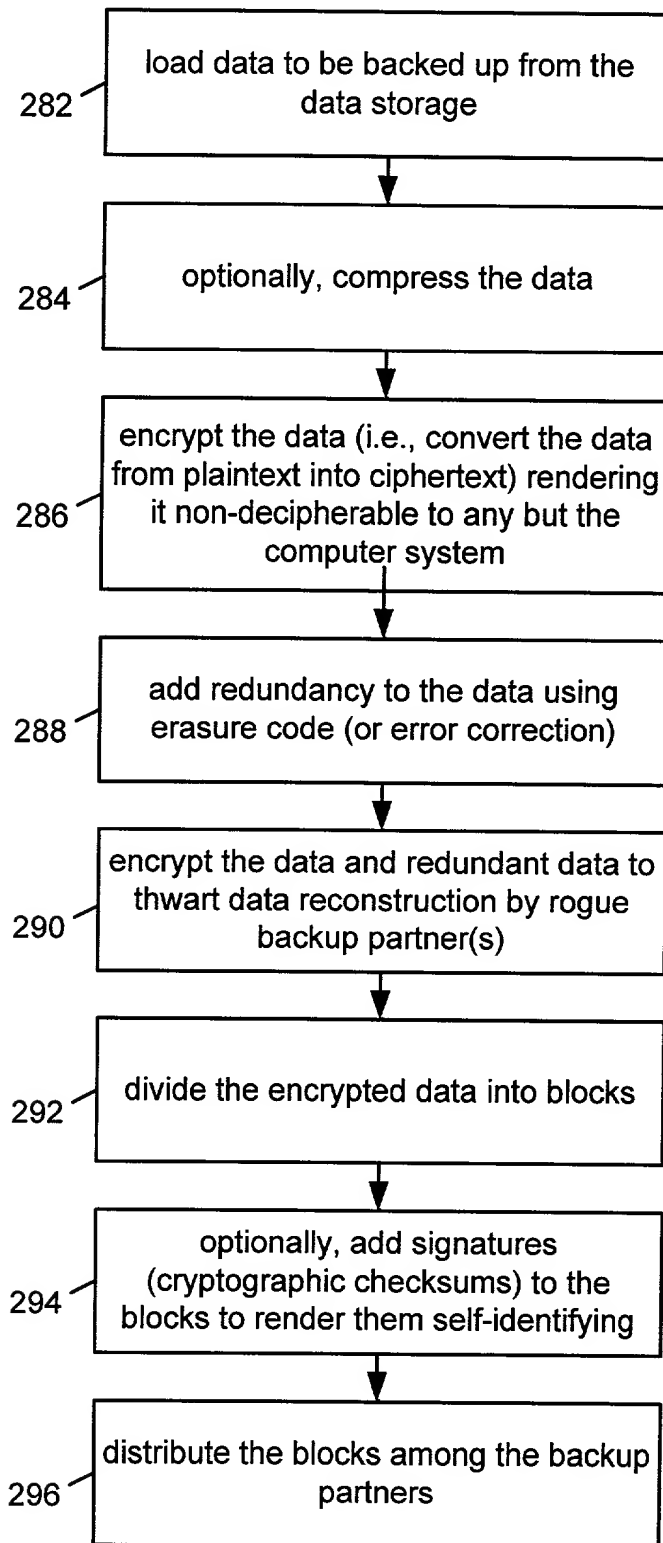 load data to be backed up from the
data storage
282
optionally, compress the data
284
encrypt the data (i.e., convert the data
from plaintext into ciphertext) rendering
it non-decipherable to any but the
computer system
286
add redundancy to the data using
erasure code (or error correction)
288
encrypt the data and redundant data to
thwart data reconstruction by rogue
backup partner(s)
290
divide the encrypted data into blocks
292
optionally, add signatures
(cryptographic checksums) to the
blocks to render them self-identifying
294
distribute the blocks among the backup
partners
296